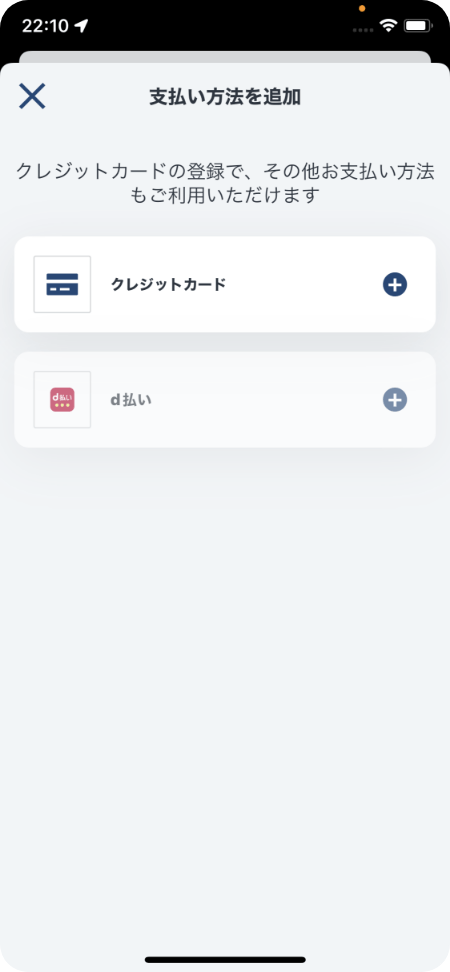 22:10
支払い方法を追加
クレジットカードの登録で、その他お支払い方法
もご利用いただけます
クレジットカード
d払い
d払い